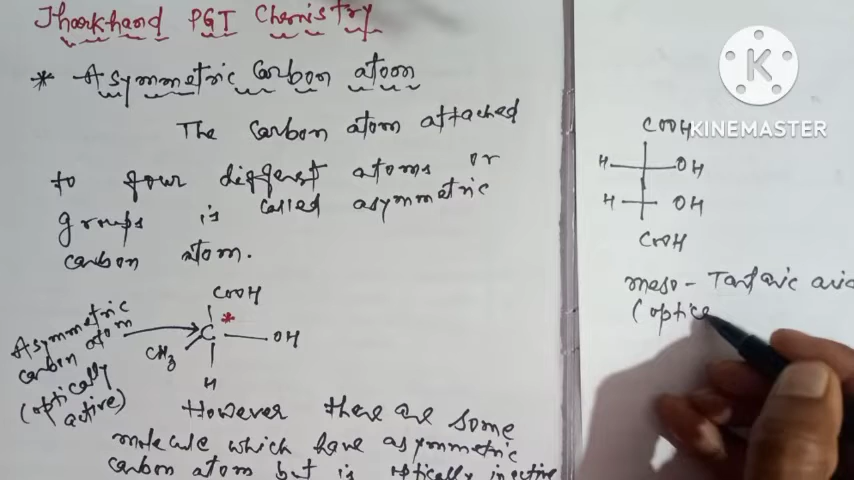 Jharkhand PGT Chemistry
* Asymmetric Carbon atom
The carbon atom attached
to four different atoms or
groups is called asymmetric
carbon atom.
COOH
Asymmetric
carbon atom
(optically
active)
C*
OH
CH3
H
However there are some
molecule which have asymmetric
carbon atom but is optically inactive
K
KINEMASTER
COOH
H OH
H OH
COOH
meso - Tartaric acid
(optica